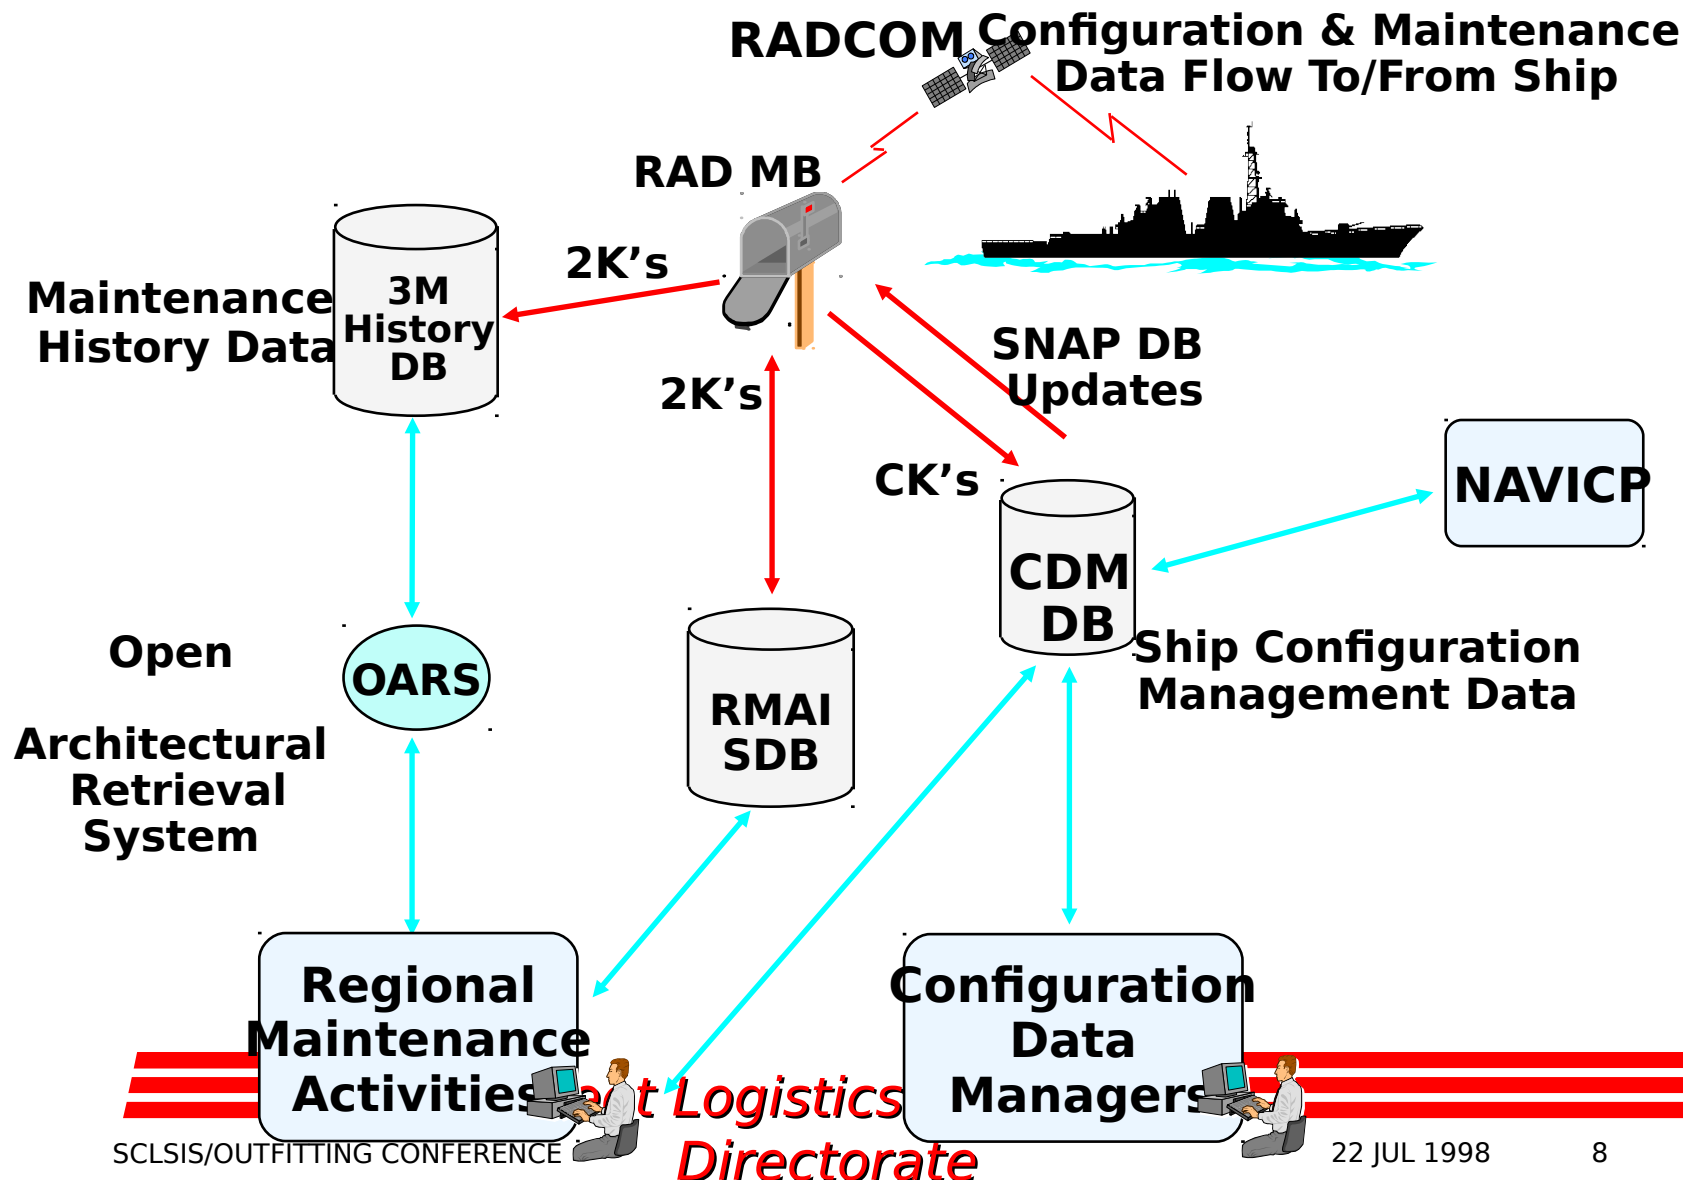 RADCOM
Configuration & Maintenance
Data Flow To/From Ship
RAD MB
2K’s
Maintenance
History Data
3M
History
DB
2K’s
SNAP DB
Updates
CK’s
NAVICP
CDM
DB
Open
Architectural
Retrieval
System
OARS
RMAI
SDB
Ship Configuration
Management Data
Regional
Maintenance
Activities
Configuration
Data
Managers
Logistics
Directorate
SCLSIS/OUTFITTING CONFERENCE
22 JUL 1998
8